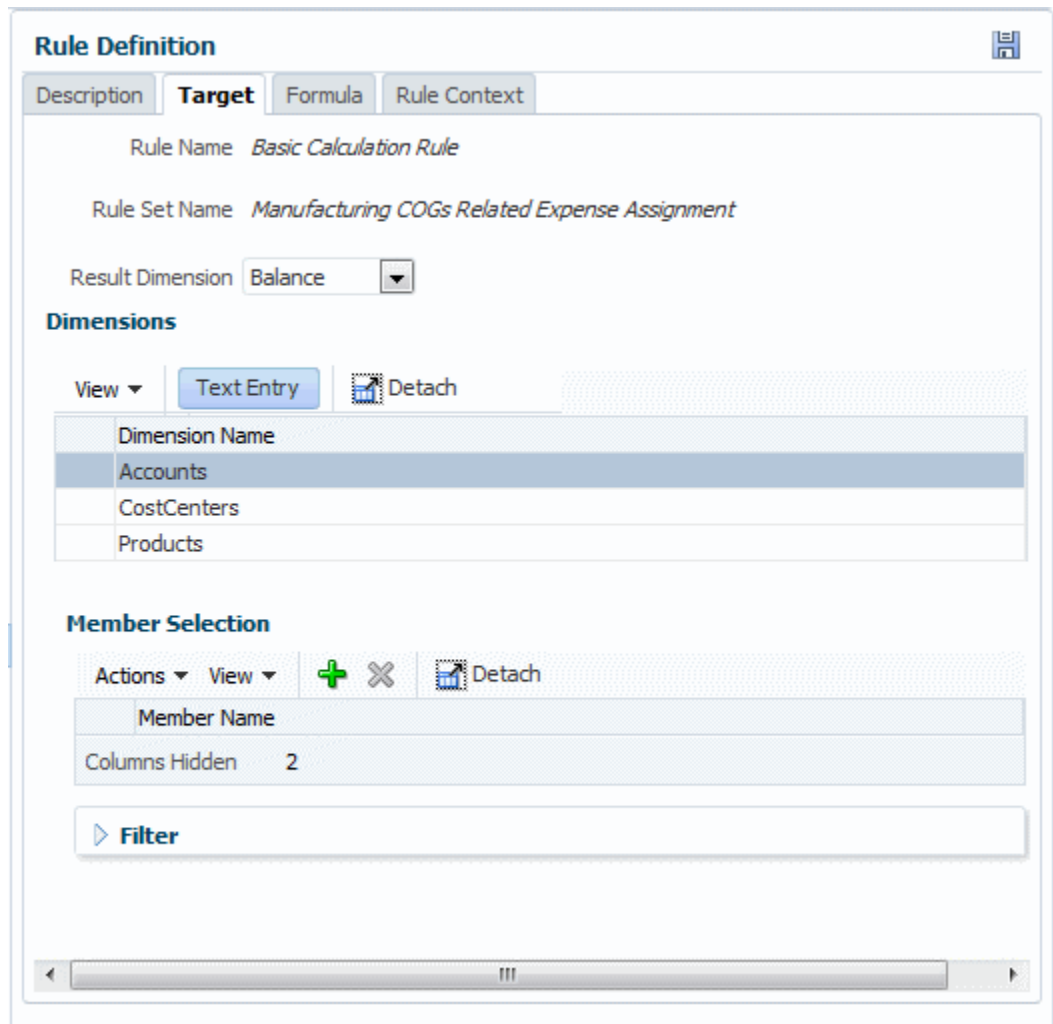 Rule Definition
Description Target Formula Rule Context
Rule Name Basic Calculation Rule
Rule Set Name Manufacturing COGs Related Expense Assignment
Result Dimension Balance
Dimensions
View Text Entry Detach
Dimension Name
Accounts
CostCenters
Products
Member Selection
Actions View Detach
Member Name
Columns Hidden 2
Filter